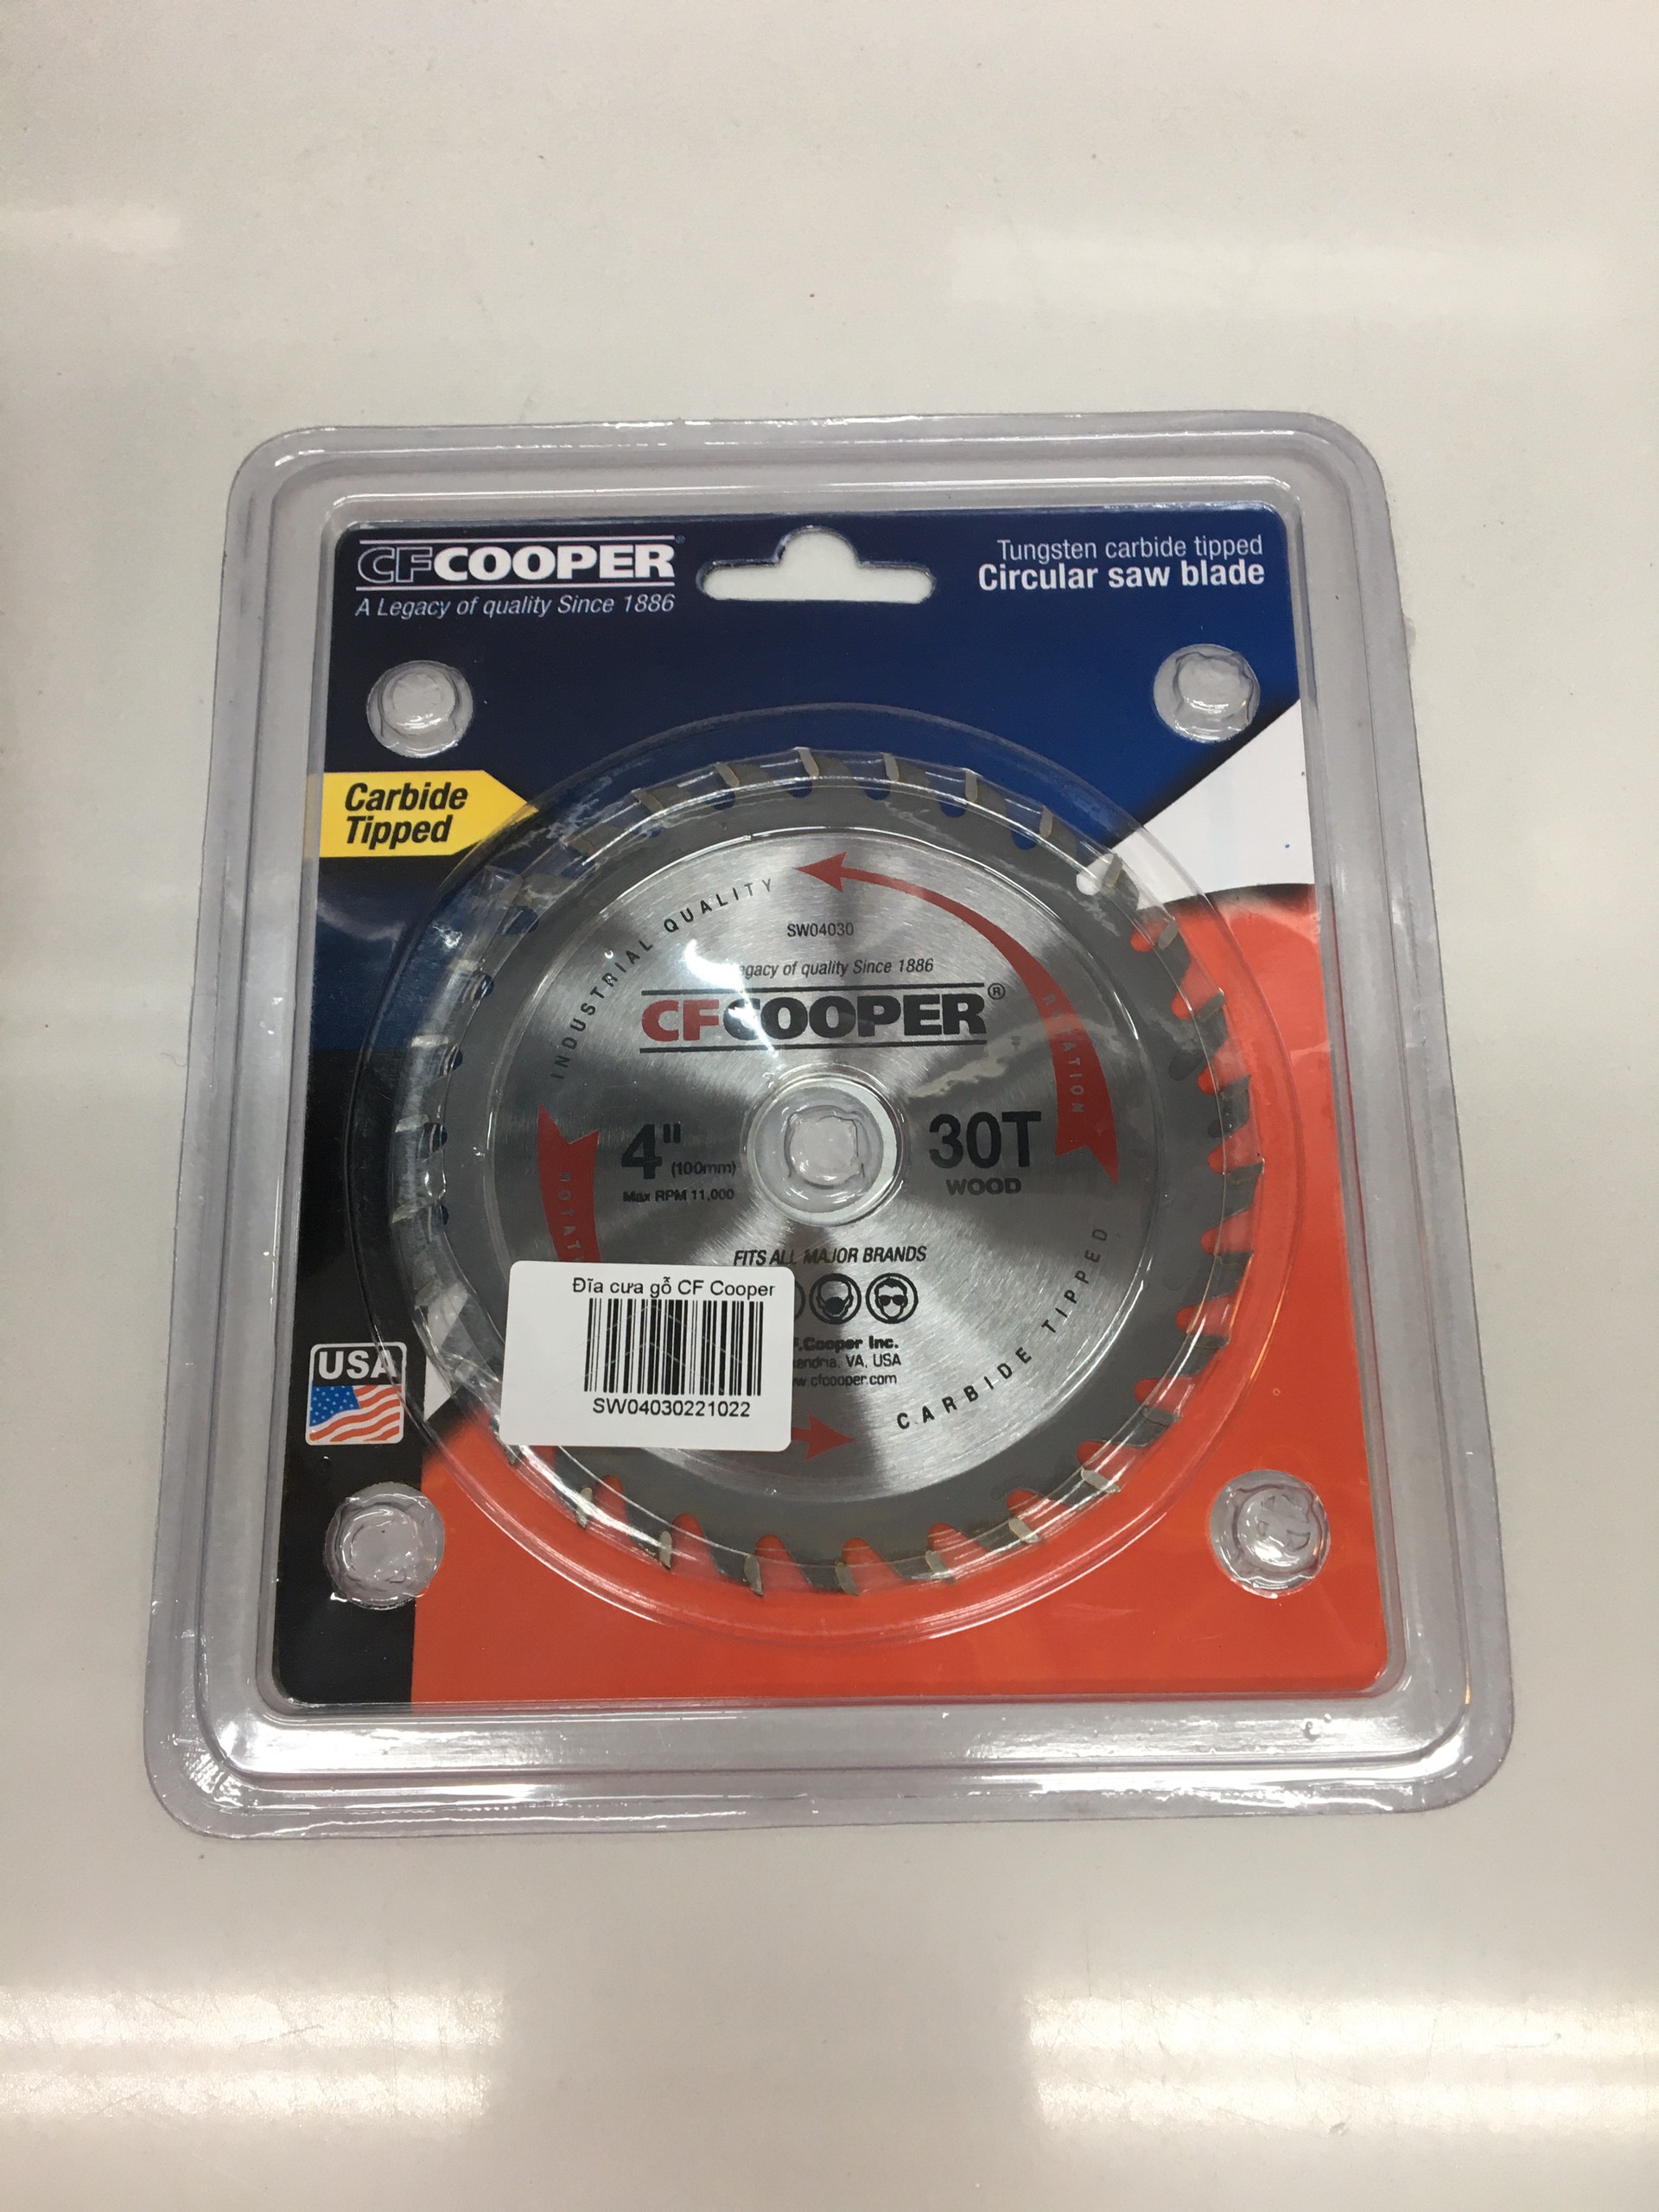 CFCOOPER®
A Legacy of quality Since 1886
Tungsten carbide tipped
Circular saw blade
Carbide
Tipped
INDUSTRIAL QUALITY
SW04030
of quality Since 1886
CFCOOPER®
ROTATION
4" (100mm)
Max RPM 11,000
30T
WOOD
FITS ALL MAJOR BRANDS
Cooper Inc.
VA, USA
CARBIDE TIPPED
Đĩa cưa gỗ CF Cooper
SW04030221022
USA